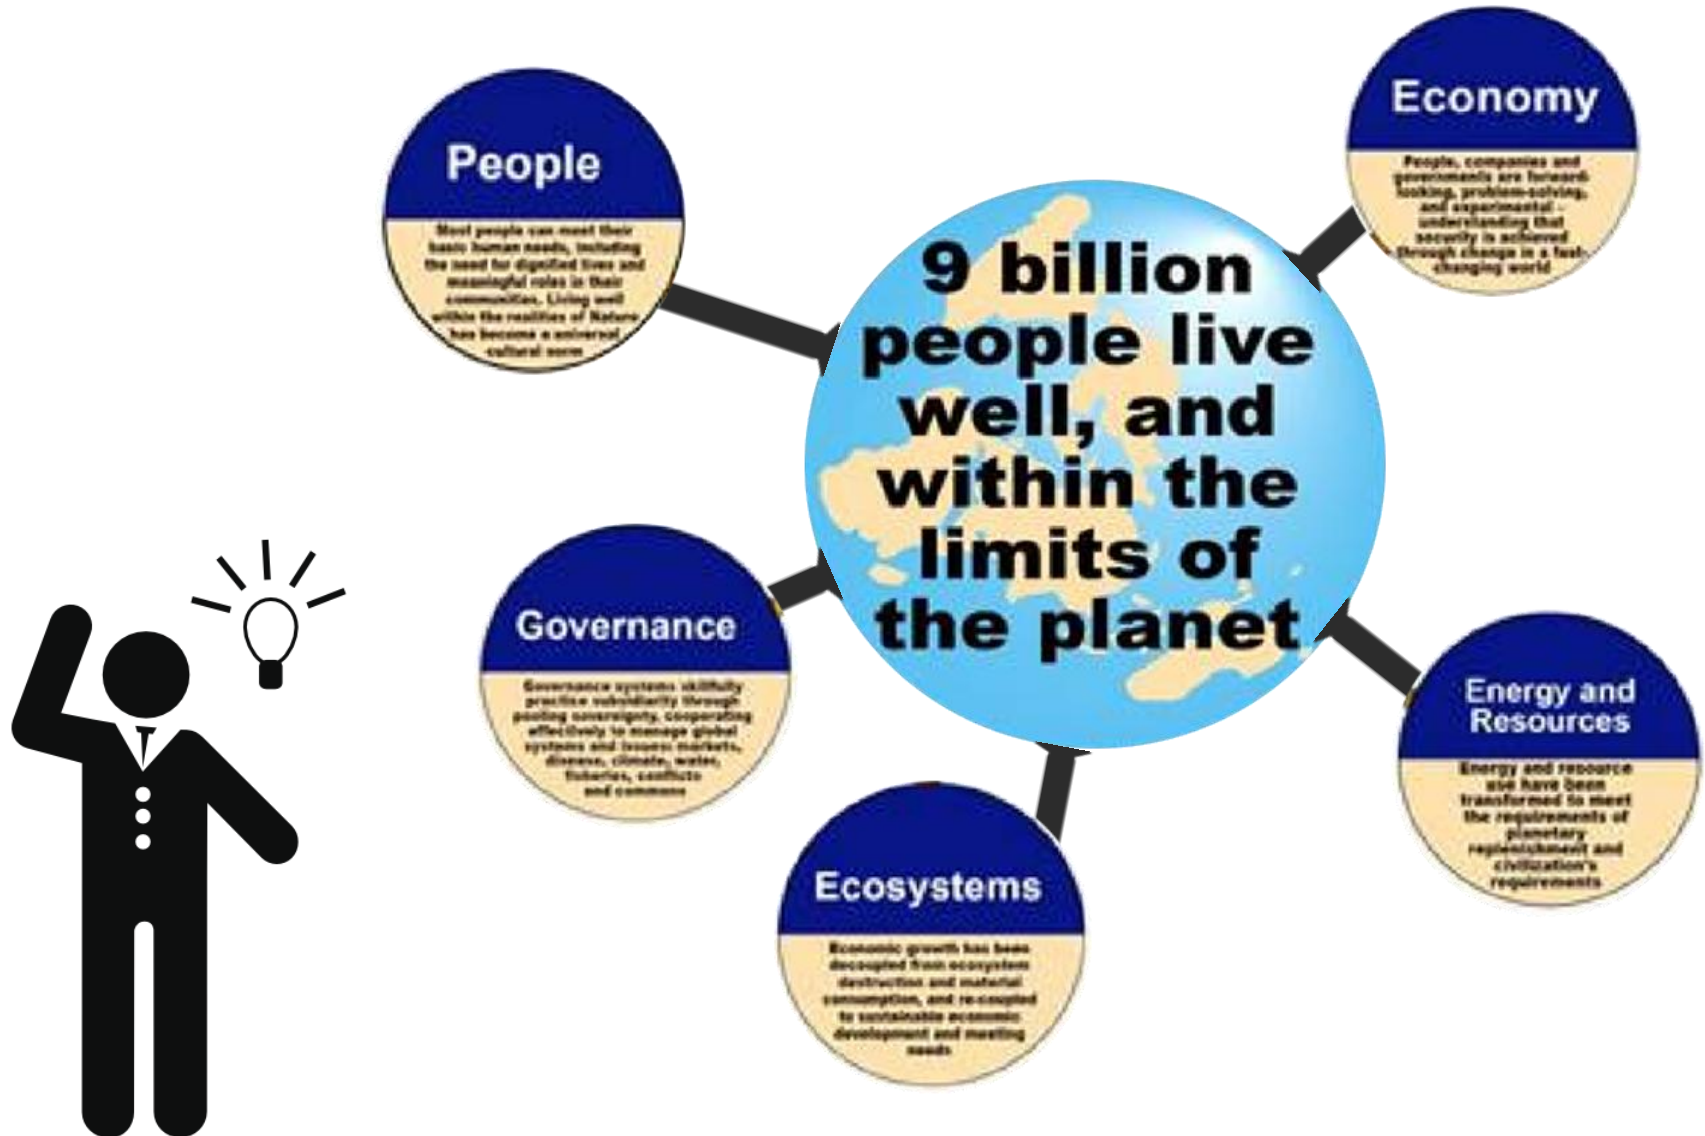 People
Most people can meet their
basic human needs, including
the need for dignified lives and
meaningful roles in their
communities. Living well
within the realities of Nature
has become a universal
cultural norm
9 billion
people live
well, and
within the
limits of
the planet
Economy
People, companies and
governments are forward-
looking, problem-solving,
and experimental -
understanding that
security is achieved
through change in a fast-
changing world
Governance
Governance systems skillfully
practice subsidiarity through
pooling sovereignty, cooperating
effectively to manage global
systems and issues: markets,
disease, climate, water,
fisheries, conflicts
and commons
Energy and
Resources
Energy and resource
use have been
transformed to meet
the requirements of
planetary
replenishment and
civilization's
requirements
Ecosystems
Economic growth has been
decoupled from ecosystem
destruction and material
consumption, and re-coupled
to sustainable economic
development and meeting
needs